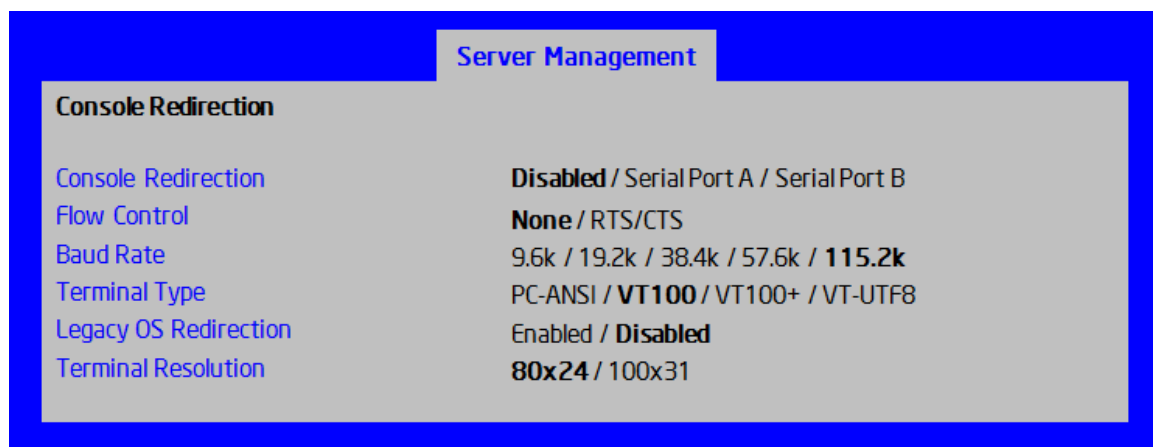 Server Management
Console Redirection
Console Redirection Disabled / Serial Port A / Serial Port B
Flow Control None / RTS/CTS
Baud Rate 9.6k / 19.2k / 38.4k / 57.6k / 115.2k
Terminal Type PC-ANSI / VT100 / VT100+ / VT-UTF8
Legacy OS Redirection Enabled / Disabled
Terminal Resolution 80x24 / 100x31